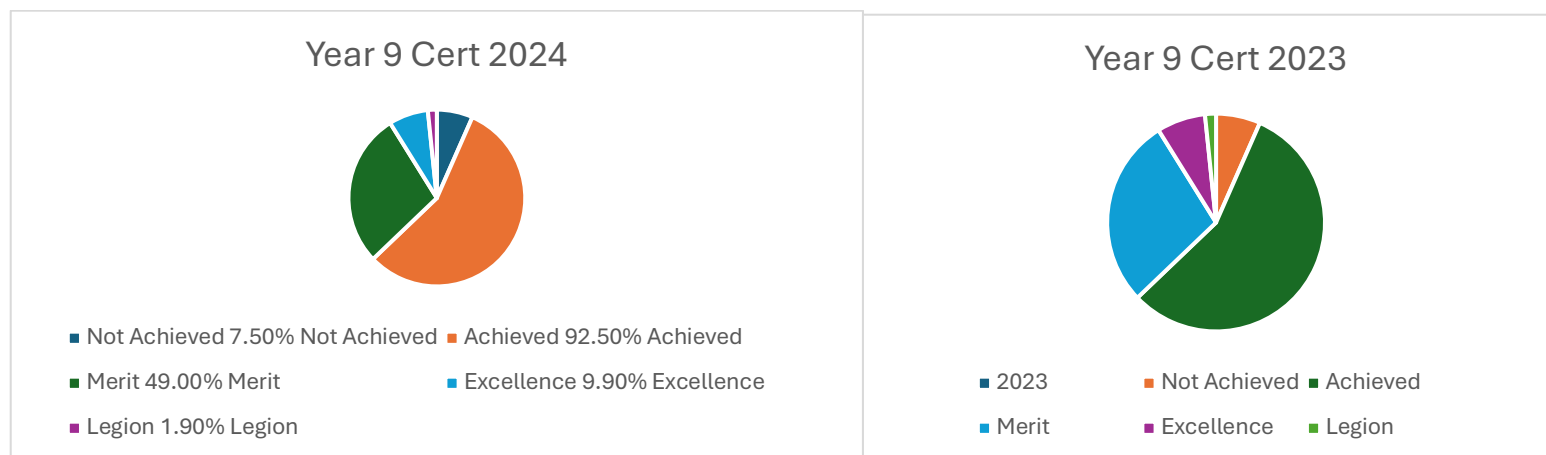 Year 9 Cert 2024
Not Achieved 7.50% Not Achieved
Achieved 92.50% Achieved
Merit 49.00% Merit
Excellence 9.90% Excellence
Legion 1.90% Legion
Year 9 Cert 2023
2023
Not Achieved
Achieved
Merit
Excellence
Legion